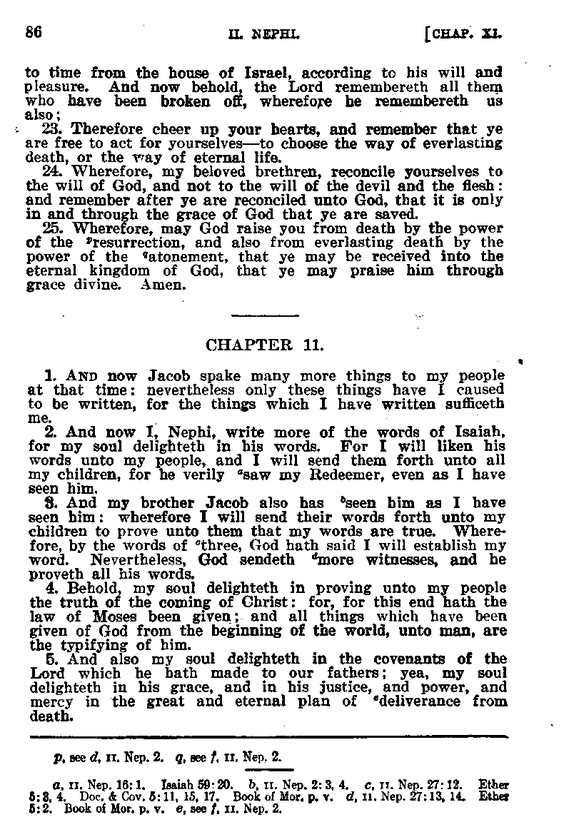 86 II. NEPHI. [CHAP. XI.
to time from the house of Israel, according to his will and
pleasure. And now behold, the Lord remembereth all them
who have been broken off, wherefore he remembereth us
also;
23. Therefore cheer up your hearts, and remember that ye
are free to act for yourselves—to choose the way of everlasting
death, or the way of eternal life.
24. Wherefore, my beloved brethren, reconcile yourselves to
the will of God, and not to the will of the devil and the flesh:
and remember after ye are reconciled unto God, that it is only
in and through the grace of God that ye are saved.
25. Wherefore, may God raise you from death by the power
of the ᵖresurrection, and also from everlasting death by the
power of the qatonement, that ye may be received into the
eternal kingdom of God, that ye may praise him through
grace divine. Amen.
CHAPTER 11.
1. AND now Jacob spake many more things to my people
at that time: nevertheless only these things have I caused
to be written, for the things which I have written sufficeth
me.
2. And now I, Nephi, write more of the words of Isaiah,
for my soul delighteth in his words. For I will liken his
words unto my people, and I will send them forth unto all
my children, for he verily ᵃsaw my Redeemer, even as I have
seen him.
3. And my brother Jacob also has ᵇseen him as I have
seen him: wherefore I will send their words forth unto my
children to prove unto them that my words are true. Where-
fore, by the words of ᶜthree, God hath said I will establish my
word. Nevertheless, God sendeth ᵈmore witnesses, and he
proveth all his words.
4. Behold, my soul delighteth in proving unto my people
the truth of the coming of Christ: for, for this end hath the
law of Moses been given; and all things which have been
given of God from the beginning of the world, unto man, are
the typifying of him.
5. And also my soul delighteth in the covenants of the
Lord which he hath made to our fathers; yea, my soul
delighteth in his grace, and in his justice, and power, and
mercy in the great and eternal plan of ᵉdeliverance from
death.
p, see d, II. Nep. 2. q, see f, II. Nep. 2.
a, II. Nep. 16:1. Isaiah 59:20. b, II. Nep. 2:3, 4. c, II. Nep. 27:12. Ether
5:3, 4. Doc. & Cov. 5:11, 15, 17. Book of Mor. p. v. d, II. Nep. 27:13, 14. Ether
5:2. Book of Mor. p. v. e, see f, II. Nep. 2.